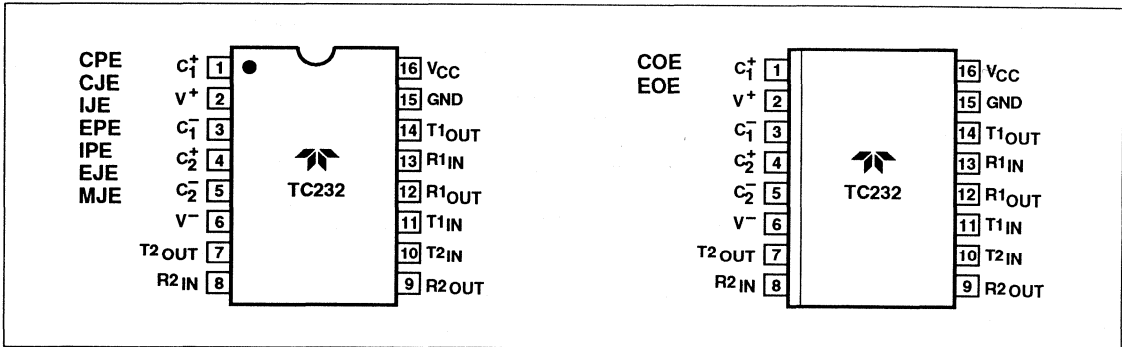 CPE
CJE
IJE
EPE
IPE
EJE
MJE
C1+ 1
V+ 2
C1− 3
C2+ 4
C2− 5
V− 6
T2OUT 7
R2IN 8
TC232
16 VCC
15 GND
14 T1OUT
13 R1IN
12 R1OUT
11 T1IN
10 T2IN
9 R2OUT
COE
EOE
C1+ 1
V+ 2
C1− 3
C2+ 4
C2− 5
V− 6
T2OUT 7
R2IN 8
TC232
16 VCC
15 GND
14 T1OUT
13 R1IN
12 R1OUT
11 T1IN
10 T2IN
9 R2OUT